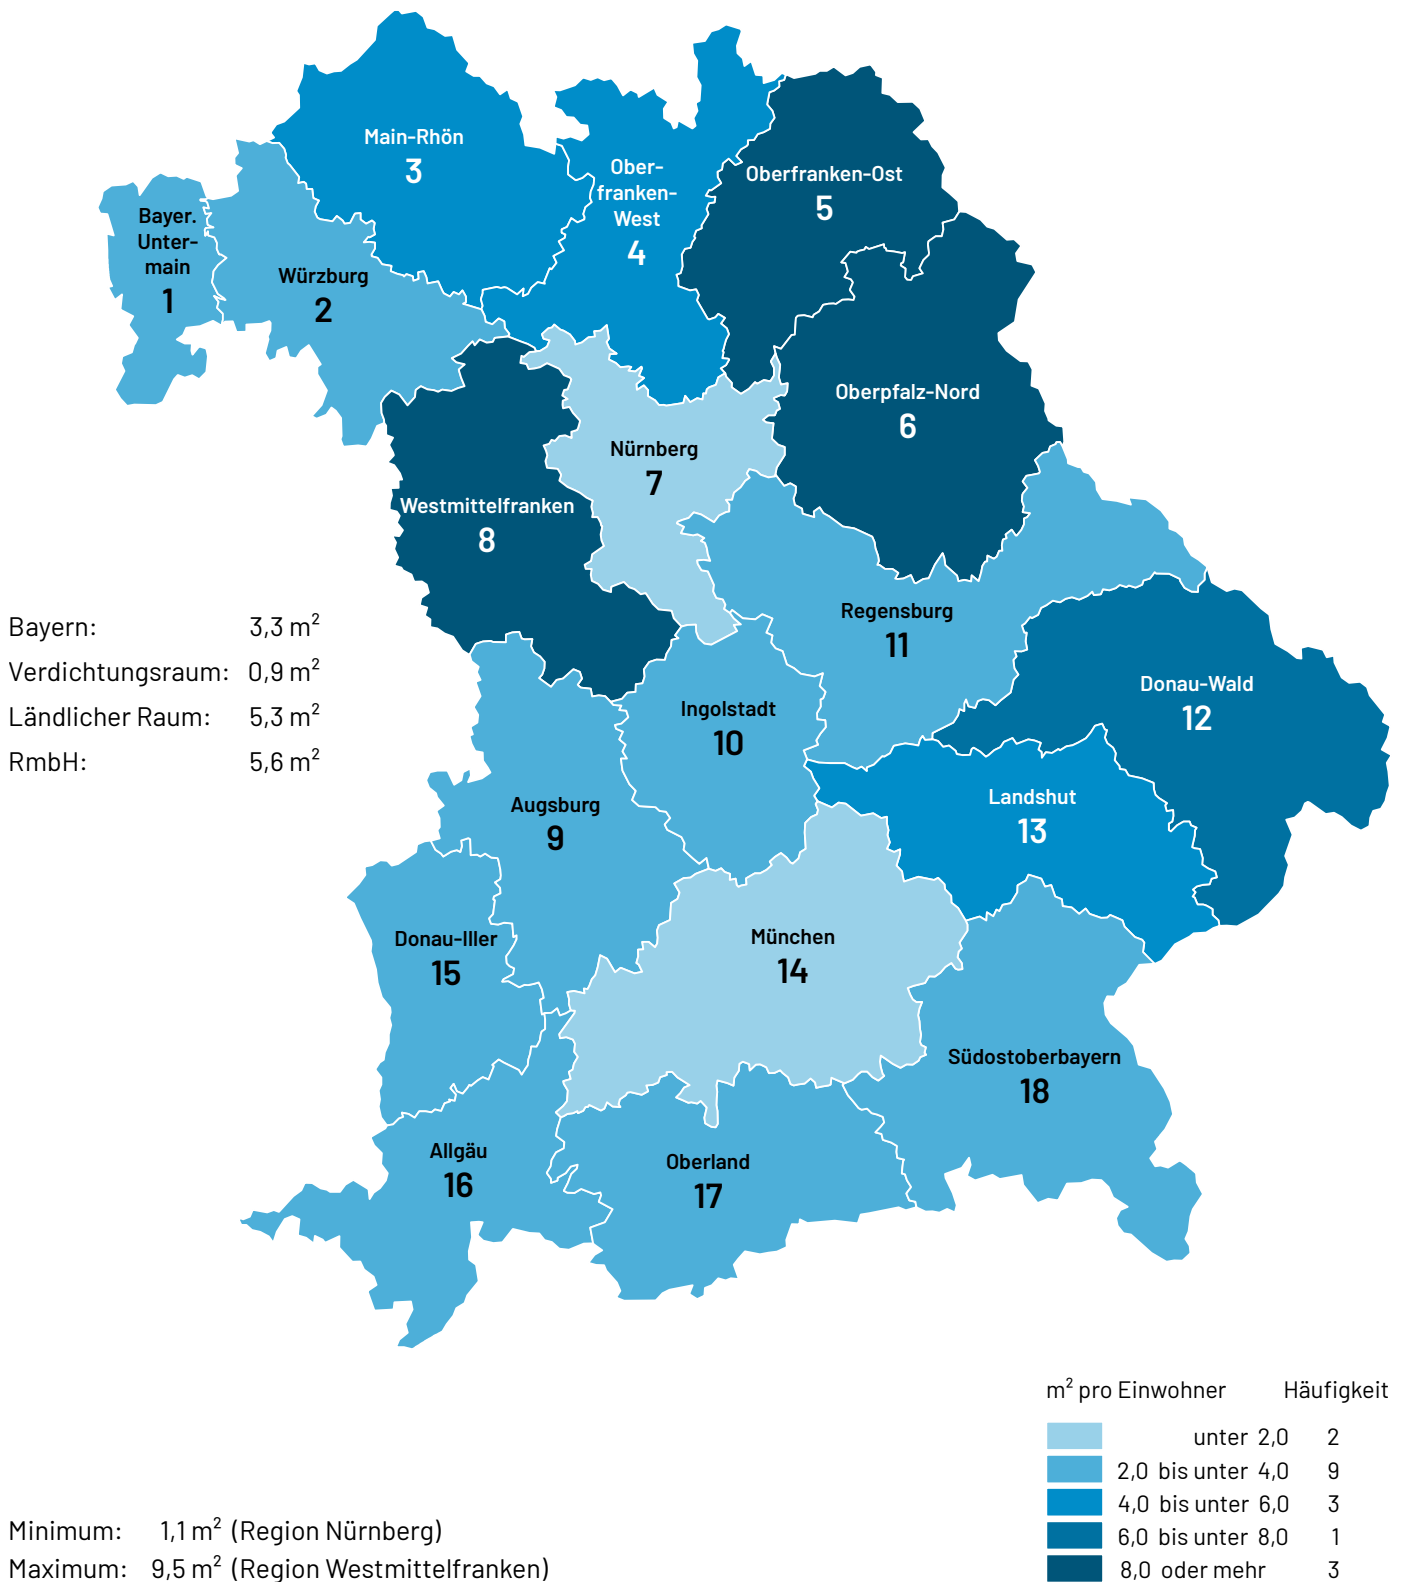 Main-Rhön
3
Ober-
franken-
West
4
Oberfranken-Ost
5
Bayer.
Unter-
main
1
Würzburg
2
Oberpfalz-Nord
6
Nürnberg
7
Westmittelfranken
8
Regensburg
11
Bayern: 3,3 m²
Verdichtungsraum: 0,9 m²
Ländlicher Raum: 5,3 m²
RmbH: 5,6 m²
Donau-Wald
12
Ingolstadt
10
Landshut
13
Augsburg
9
Donau-Iller
15
München
14
Südostoberbayern
18
Allgäu
16
Oberland
17
m² pro Einwohner Häufigkeit
unter 2,0 2
2,0 bis unter 4,0 9
4,0 bis unter 6,0 3
6,0 bis unter 8,0 1
8,0 oder mehr 3
Minimum: 1,1 m² (Region Nürnberg)
Maximum: 9,5 m² (Region Westmittelfranken)